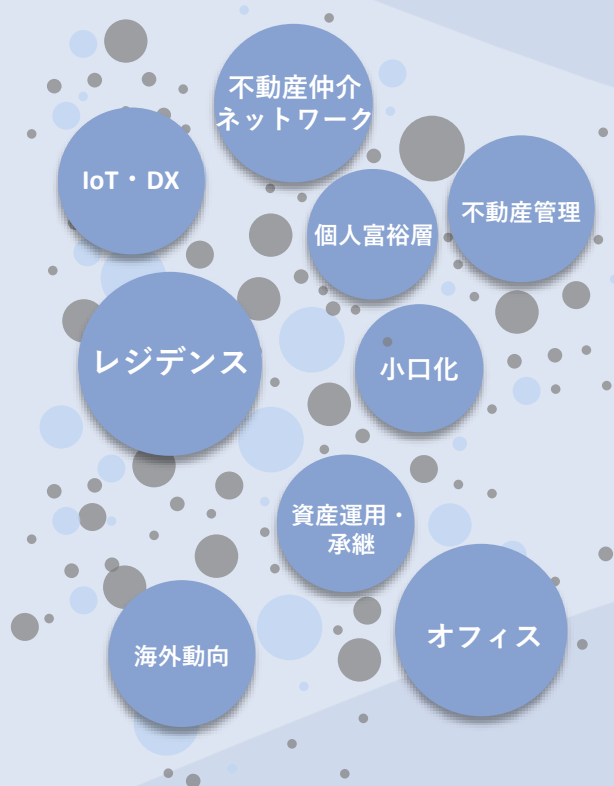 不動産仲介
ネットワーク
IoT・DX
不動産管理
個人富裕層
レジデンス
小口化
資産運用・
承継
オフィス
海外動向